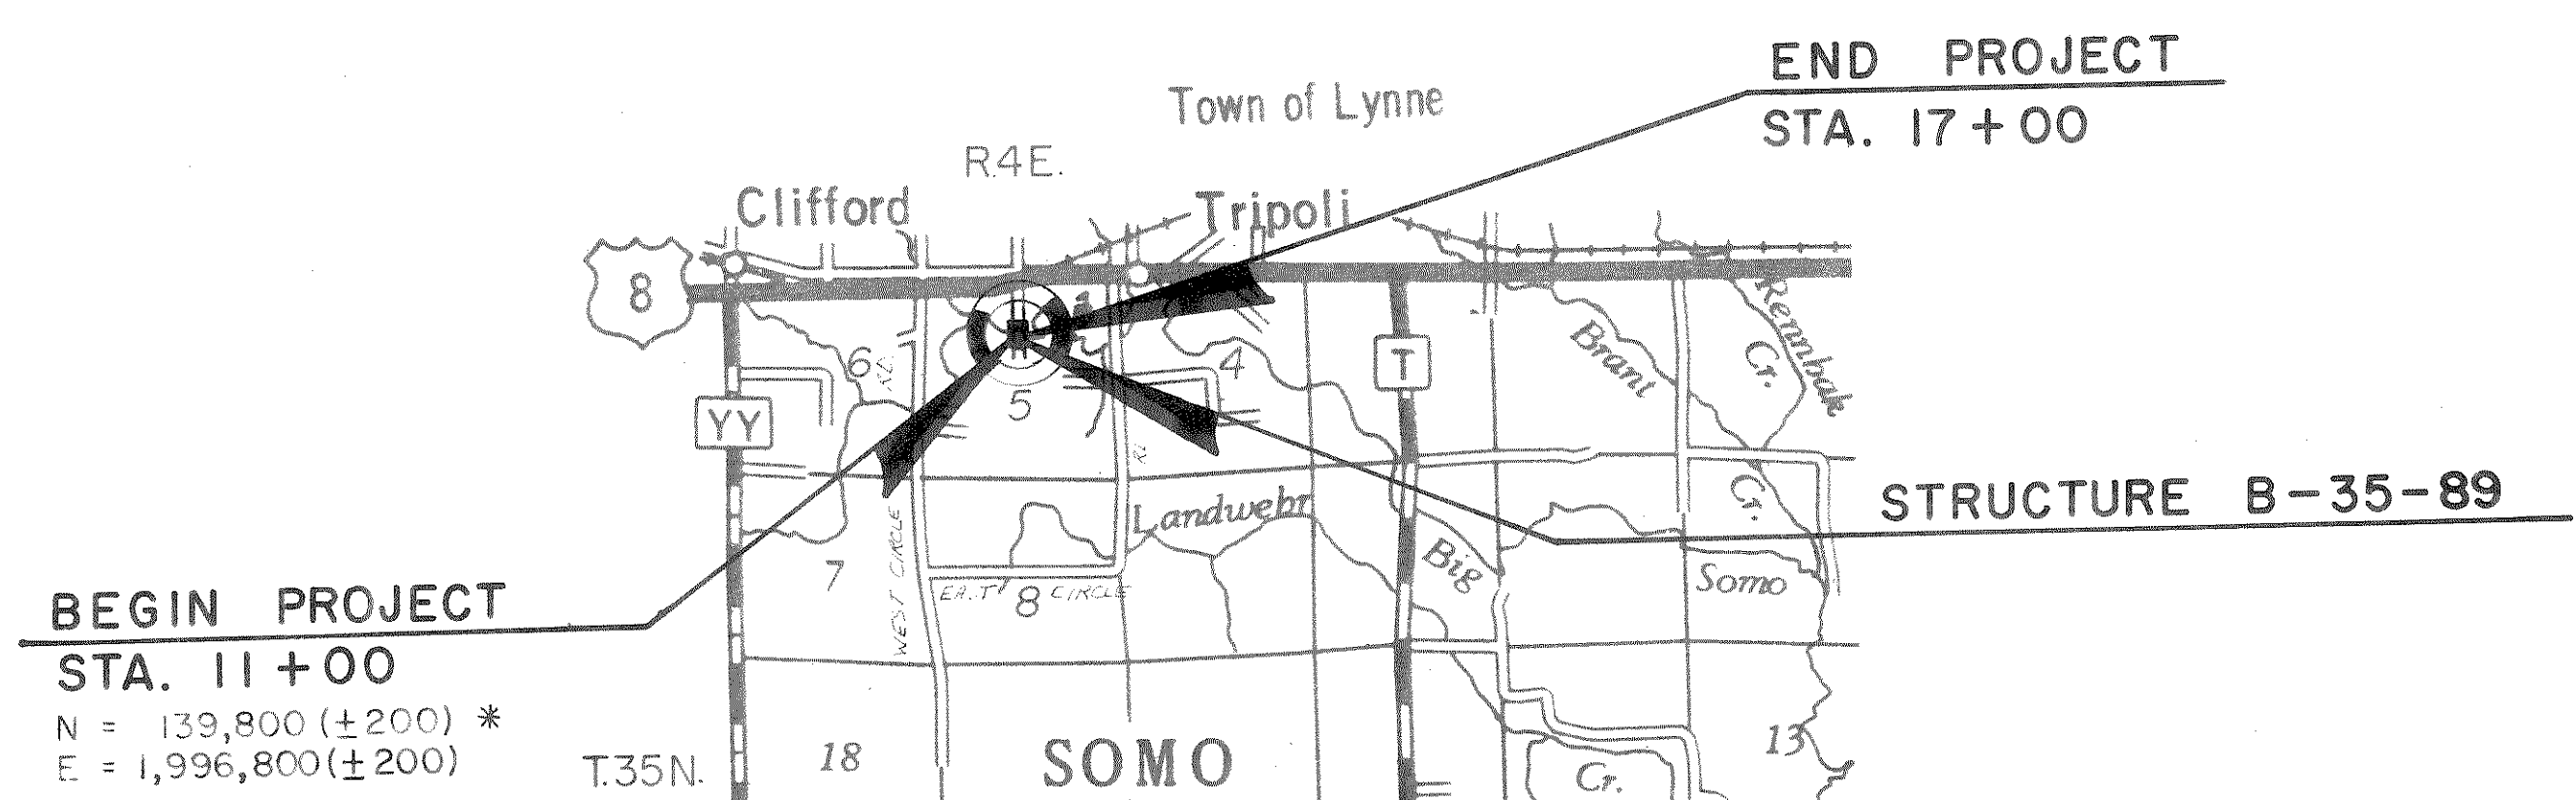 END PROJECT
STA. 17+00
Town of Lynne
R.4E.
Clifford
Tripoli
8
6
RD.
5
4
T
Brant
Cr.
Rennbak
Cr.
YY
Landwehr
STRUCTURE B-35-89
WEST CIRCLE
7
8
CIRCLE
Big
Somo
BEGIN PROJECT
STA. 11+00
N = 139,800 (±200) *
E = 1,996,800 (±200)
T.35N.
18
SOMO
13
Cr.